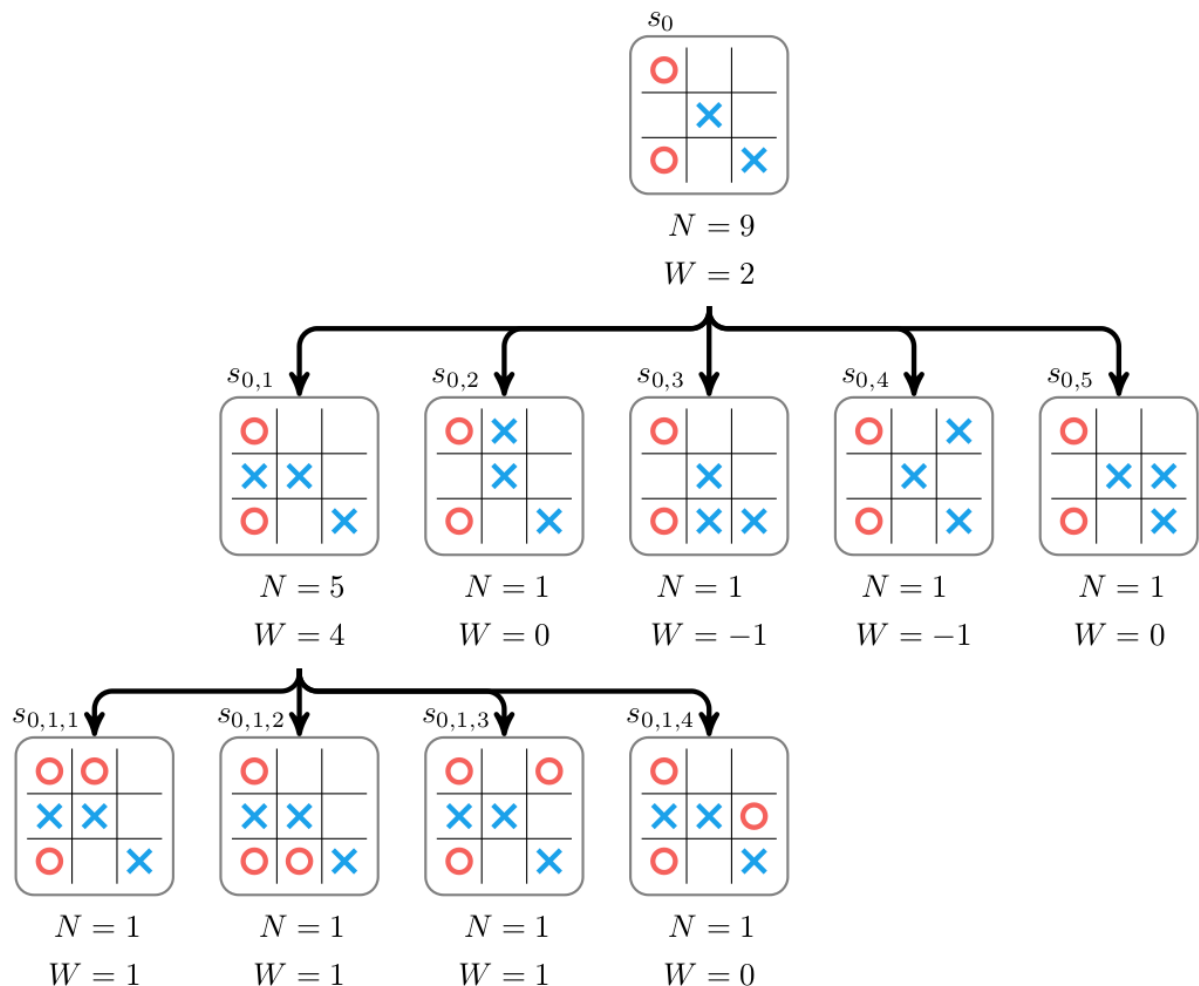 s_0
N = 9
W = 2
s_{0,1} s_{0,2} s_{0,3} s_{0,4} s_{0,5}
N = 5 N = 1 N = 1 N = 1 N = 1
W = 4 W = 0 W = −1 W = −1 W = 0
s_{0,1,1} s_{0,1,2} s_{0,1,3} s_{0,1,4}
N = 1 N = 1 N = 1 N = 1
W = 1 W = 1 W = 1 W = 0